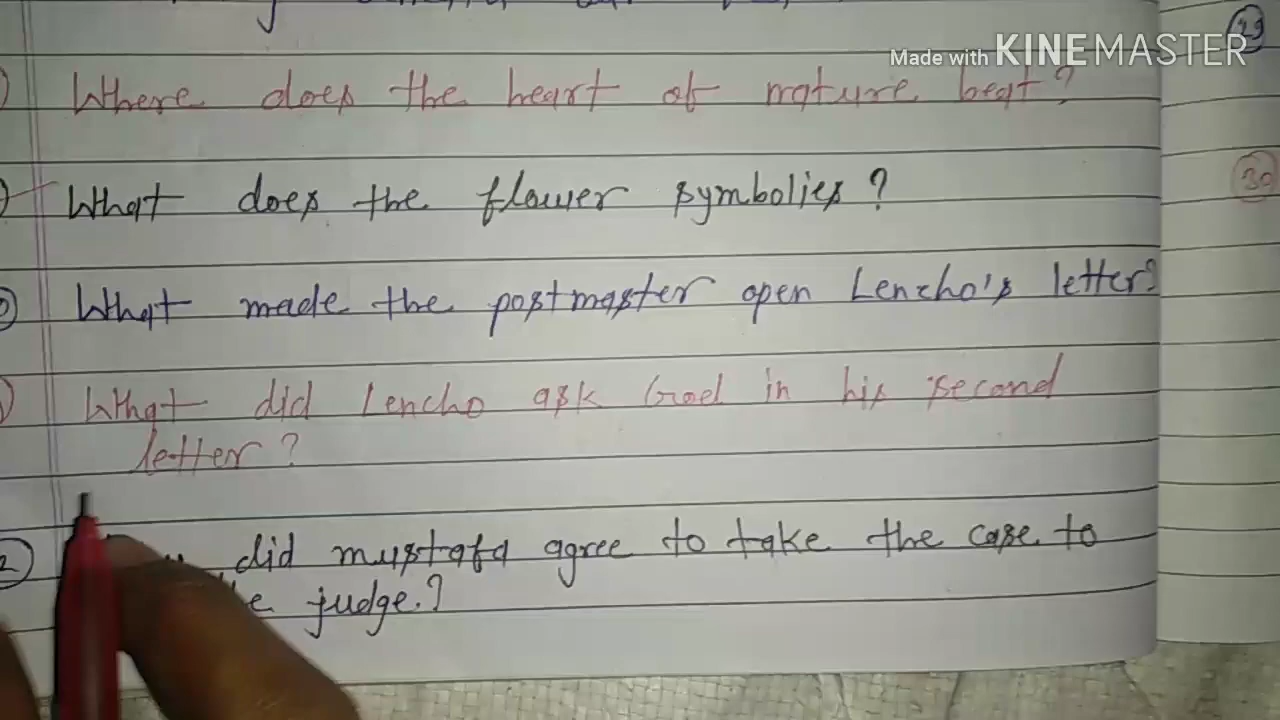 29
Made with KINEMASTER
Where does the heart of nature beat?
30
What does the flower symbolies?
What made the postmaster open Lencho's letter?
What did Lencho ask God in his second
letter?
did mustafa agree to take the case to
judge.?